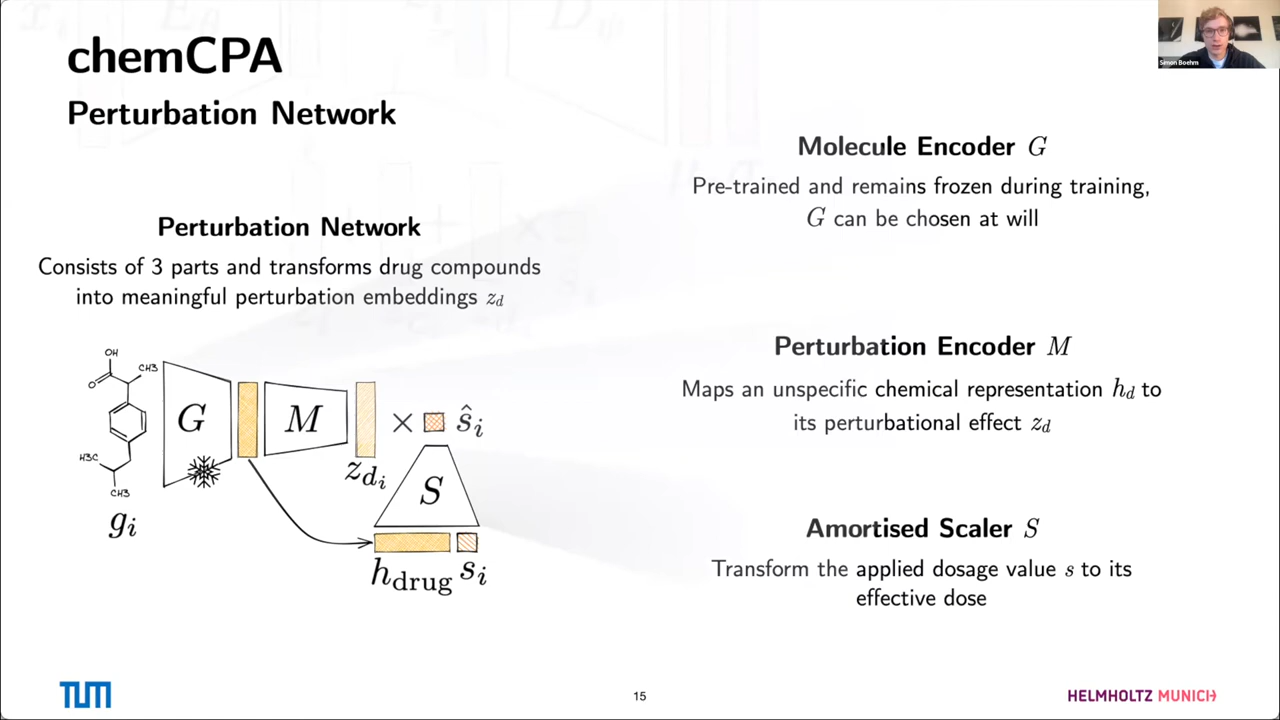 chemCPA
Perturbation Network
Simon Boehm
Perturbation Network
Consists of 3 parts and transforms drug compounds
into meaningful perturbation embeddings z_d
OH
CH3
O
H3C
CH3
g_i
G
M
z_{d_i}
× ŝ_i
S
h_drug s_i
Molecule Encoder G
Pre-trained and remains frozen during training,
G can be chosen at will
Perturbation Encoder M
Maps an unspecific chemical representation h_d to
its perturbational effect z_d
Amortised Scaler S
Transform the applied dosage value s to its
effective dose
TUM
15
HELMHOLTZ MUNICH